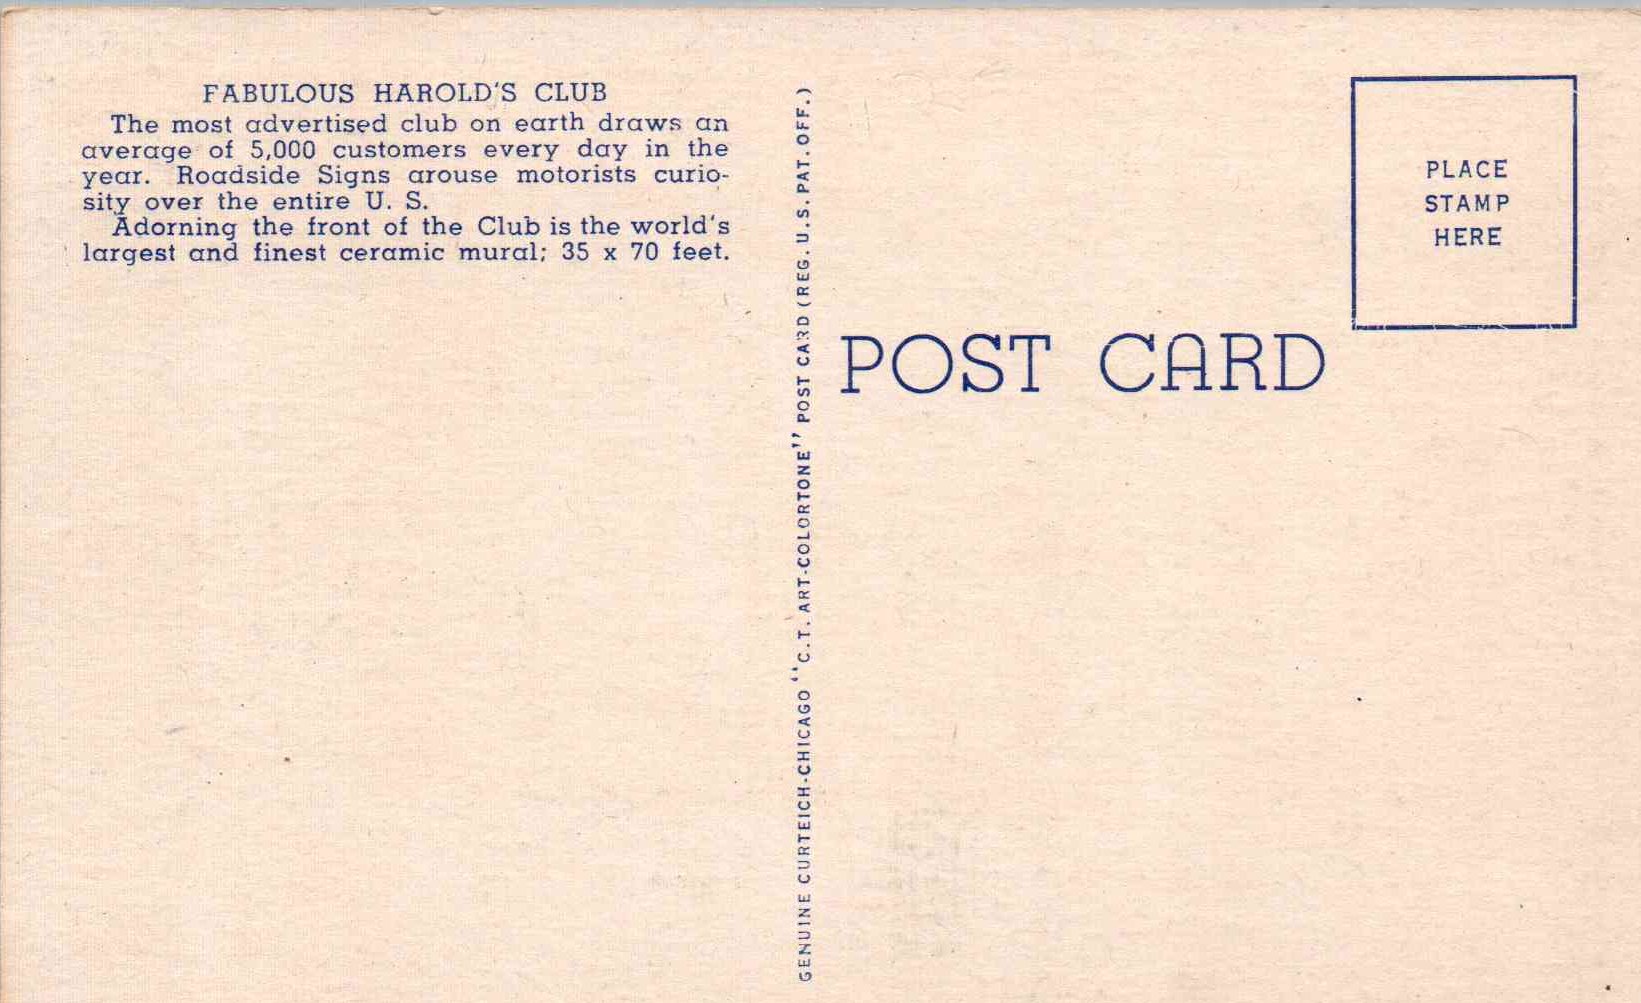 FABULOUS HAROLD'S CLUB
The most advertised club on earth draws an
average of 5,000 customers every day in the
year. Roadside Signs arouse motorists curio-
sity over the entire U. S.
Adorning the front of the Club is the world's
largest and finest ceramic mural; 35 x 70 feet.
GENUINE CURTEICH-CHICAGO "C.T. ART-COLORTONE" POST CARD (REG. U.S. PAT. OFF.)
PLACE
STAMP
HERE
POST CARD